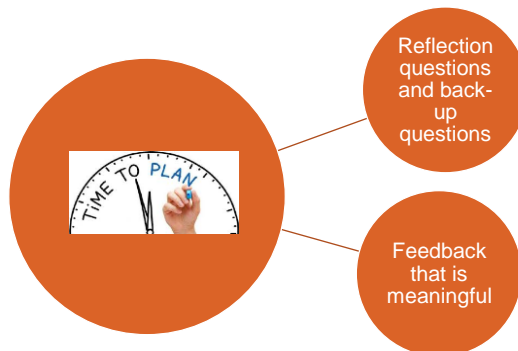 TIME TO PLAN
Reflection
questions
and back-
up
questions
Feedback
that is
meaningful